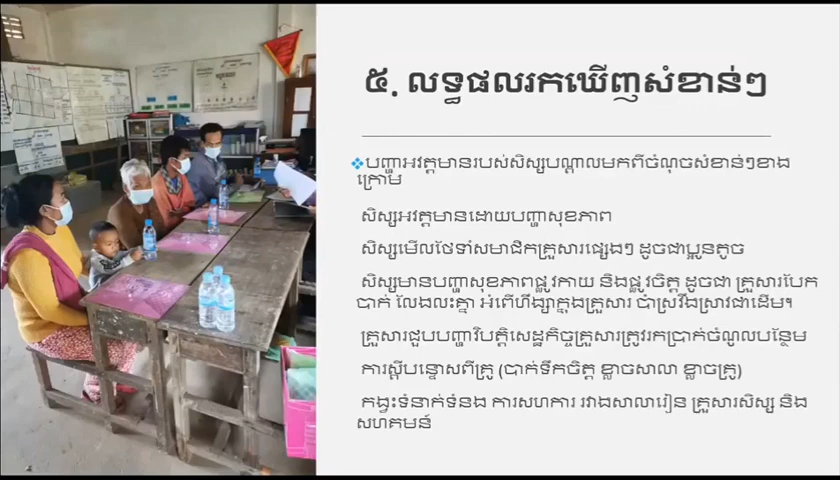 ៥. លទ្ធផលរកឃើញសំខាន់ៗ
បញ្ហាអវត្តមានរបស់សិស្សបណ្តាលមកពីចំណុចសំខាន់ៗខាង
ក្រោម
សិស្សអវត្តមានដោយបញ្ហាសុខភាព
សិស្សមើលថែទាំសមាជិកគ្រួសារផ្សេងៗ ដូចជាប្អូនតូច
សិស្សមានបញ្ហាសុខភាពផ្លូវកាយ និងផ្លូវចិត្ត ដូចជា គ្រួសារបែក
បាក់ លែងលះគ្នា អំពើហឹង្សាក្នុងគ្រួសារ ប៉ាស្រវឹងស្រាវជាដើម។
គ្រួសារជួបបញ្ហាវិបត្តិសេដ្ឋកិច្ចគ្រួសារត្រូវរកប្រាក់ចំណូលបន្ថែម
ការស្តីបន្ទោសពីគ្រូ (បាក់ទឹកចិត្ត ខ្លាចសាលា ខ្លាចគ្រូ)
កង្វះទំនាក់ទំនង ការសហការ រវាងសាលារៀន គ្រួសារសិស្ស និង
សហគមន៍